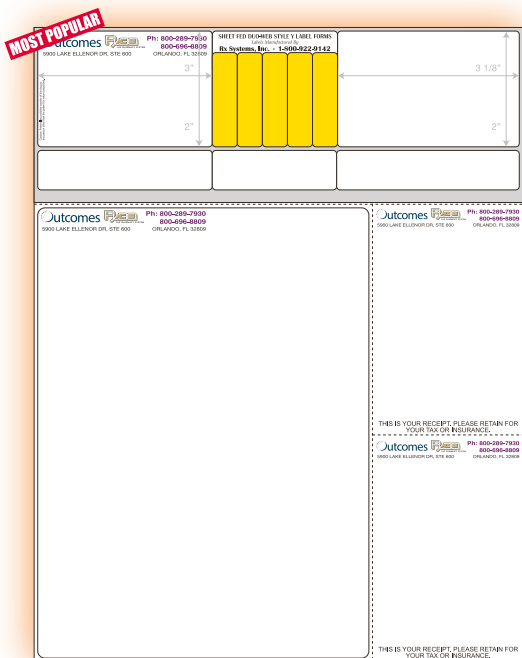 MOST POPULAR
Outcomes
Ph: 800-289-7930
800-696-8809
5900 LAKE ELLENOR DR, STE 600 ORLANDO, FL 32809
SHEET FED DUO-WEB STYLE Y LABEL FORMS
Labels Manufactured By
Rx Systems, Inc. • 1-800-922-9142
3"
3 1/8"
2"
2"
Outcomes
Ph: 800-289-7930
800-696-8809
5900 LAKE ELLENOR DR, STE 600 ORLANDO, FL 32809
Outcomes
Ph: 800-289-7930
800-696-8809
5900 LAKE ELLENOR DR, STE 600 ORLANDO, FL 32809
THIS IS YOUR RECEIPT, PLEASE RETAIN FOR
YOUR TAX OR INSURANCE.
Outcomes
Ph: 800-289-7930
800-696-8809
5900 LAKE ELLENOR DR, STE 600 ORLANDO, FL 32809
THIS IS YOUR RECEIPT, PLEASE RETAIN FOR
YOUR TAX OR INSURANCE.